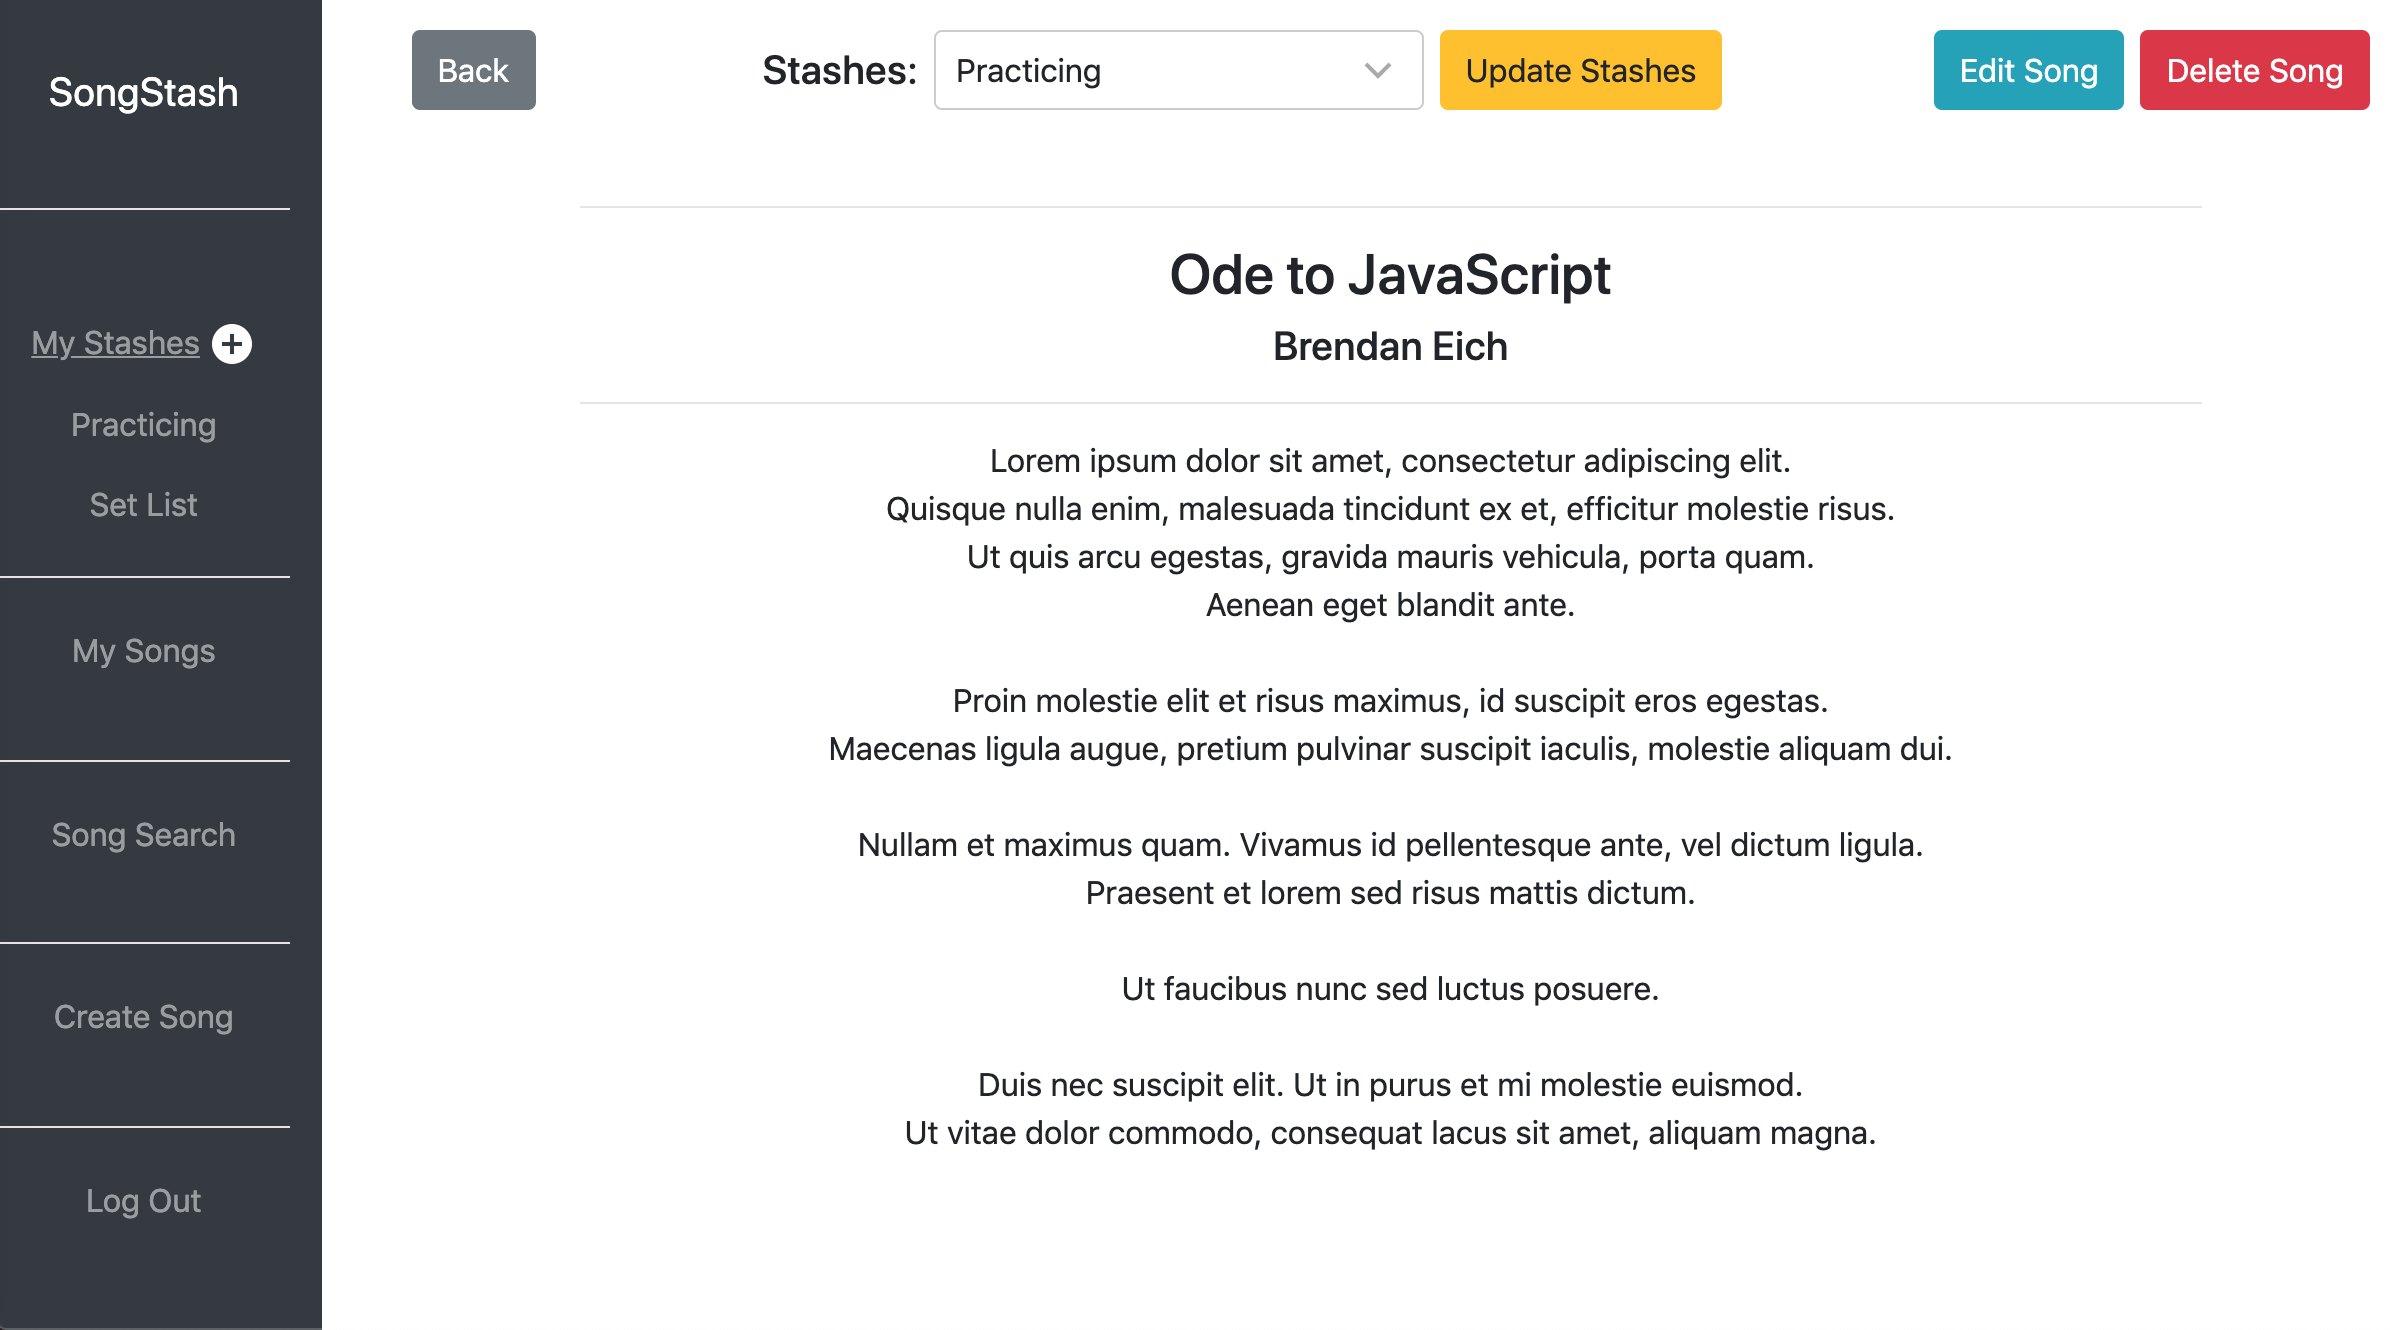 SongStash
My Stashes
Practicing
Set List
My Songs
Song Search
Create Song
Log Out
Back
Stashes:
Practicing
Update Stashes
Edit Song
Delete Song
Ode to JavaScript
Brendan Eich
Lorem ipsum dolor sit amet, consectetur adipiscing elit.
Quisque nulla enim, malesuada tincidunt ex et, efficitur molestie risus.
Ut quis arcu egestas, gravida mauris vehicula, porta quam.
Aenean eget blandit ante.
Proin molestie elit et risus maximus, id suscipit eros egestas.
Maecenas ligula augue, pretium pulvinar suscipit iaculis, molestie aliquam dui.
Nullam et maximus quam. Vivamus id pellentesque ante, vel dictum ligula.
Praesent et lorem sed risus mattis dictum.
Ut faucibus nunc sed luctus posuere.
Duis nec suscipit elit. Ut in purus et mi molestie euismod.
Ut vitae dolor commodo, consequat lacus sit amet, aliquam magna.